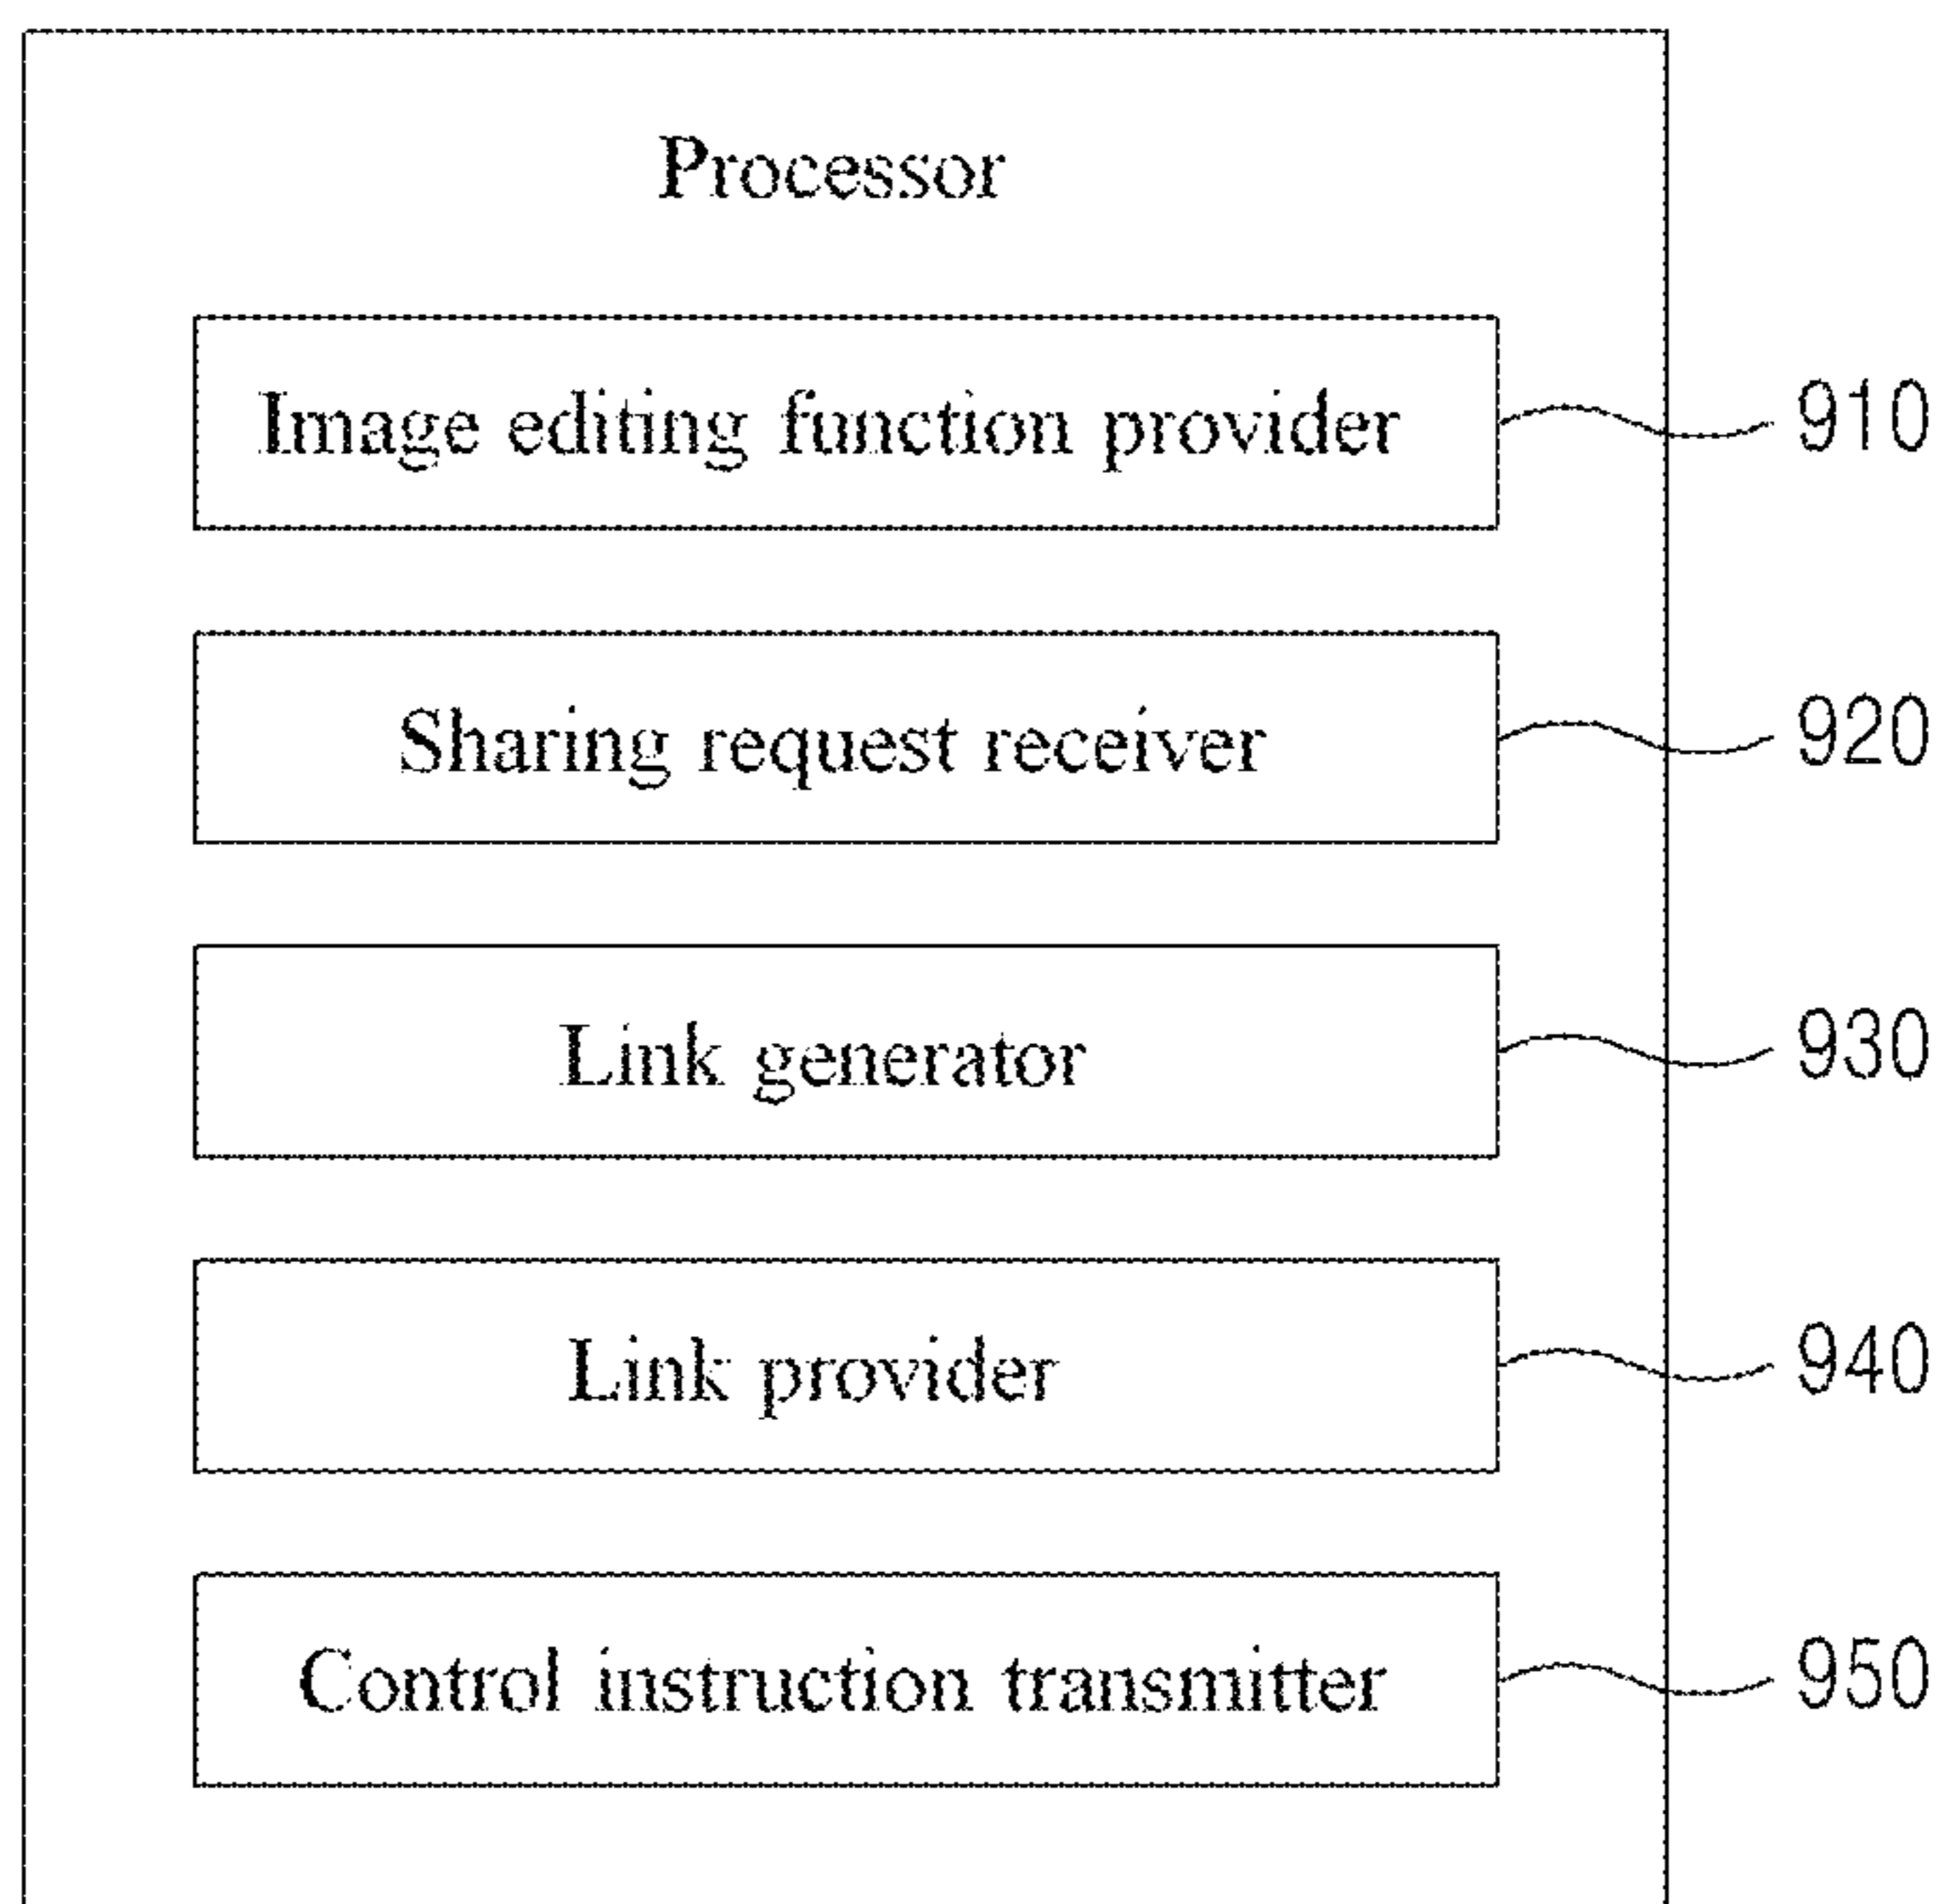 Processor
Image editing function provider 910
Sharing request receiver 920
Link generator 930
Link provider 940
Control instruction transmitter 950